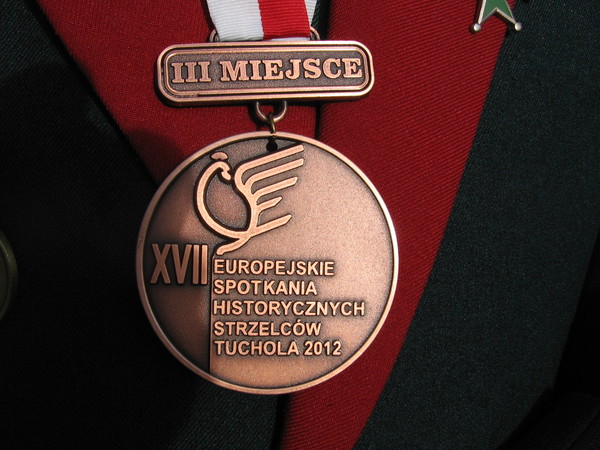 III MIEJSCE
XVII
EUROPEJSKIE
SPOTKANIA
HISTORYCZNYCH
STRZELCÓW
TUCHOLA 2012